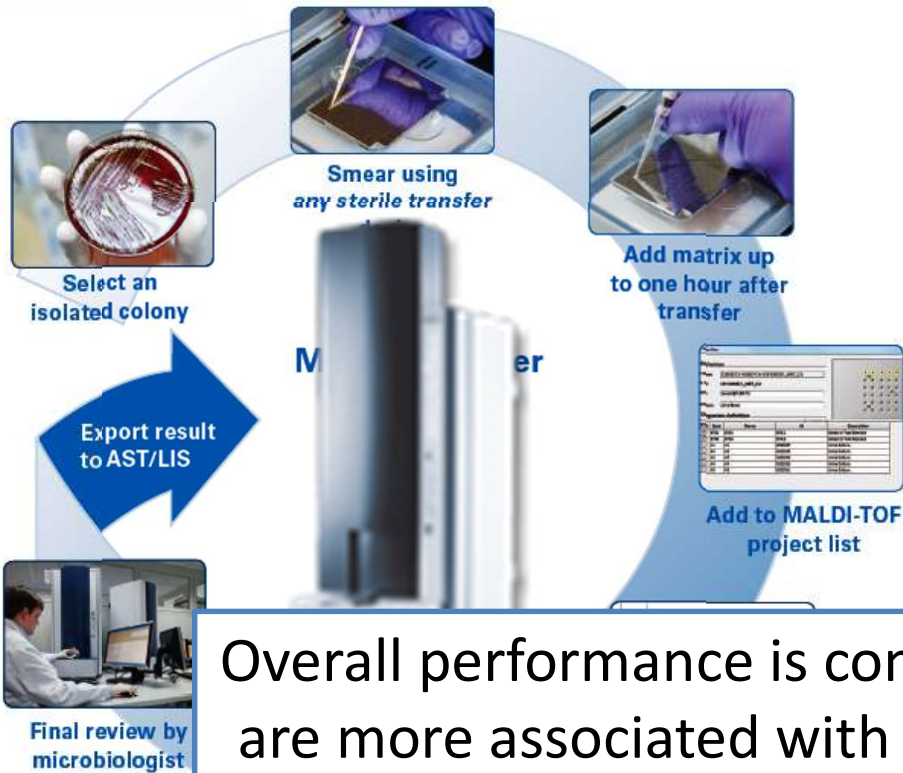 Smear using
any sterile transfer
Select an
isolated colony
Add matrix up
to one hour after
transfer
M
er
Export result
to AST/LIS
Add to MALDI-TOF
project list
Final review by
microbiologist
Overall performance is con
are more associated with